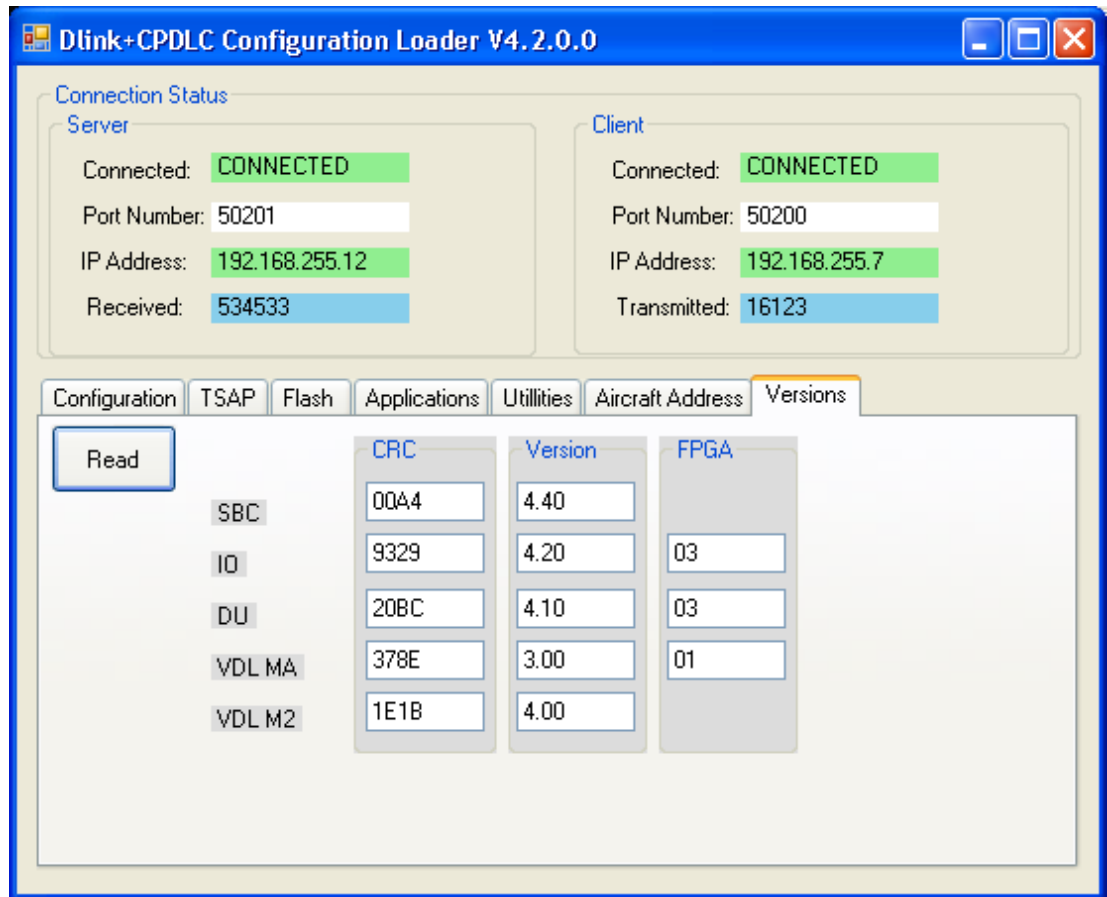 Dlink+CPDLC Configuration Loader V4.2.0.0
Connection Status
Server
Connected: CONNECTED
Port Number: 50201
IP Address: 192.168.255.12
Received: 534533
Client
Connected: CONNECTED
Port Number: 50200
IP Address: 192.168.255.7
Transmitted: 16123
Configuration TSAP Flash Applications Utillities Aircraft Address Versions
Read
CRC Version FPGA
SBC 00A4 4.40
IO 9329 4.20 03
DU 20BC 4.10 03
VDL MA 378E 3.00 01
VDL M2 1E1B 4.00